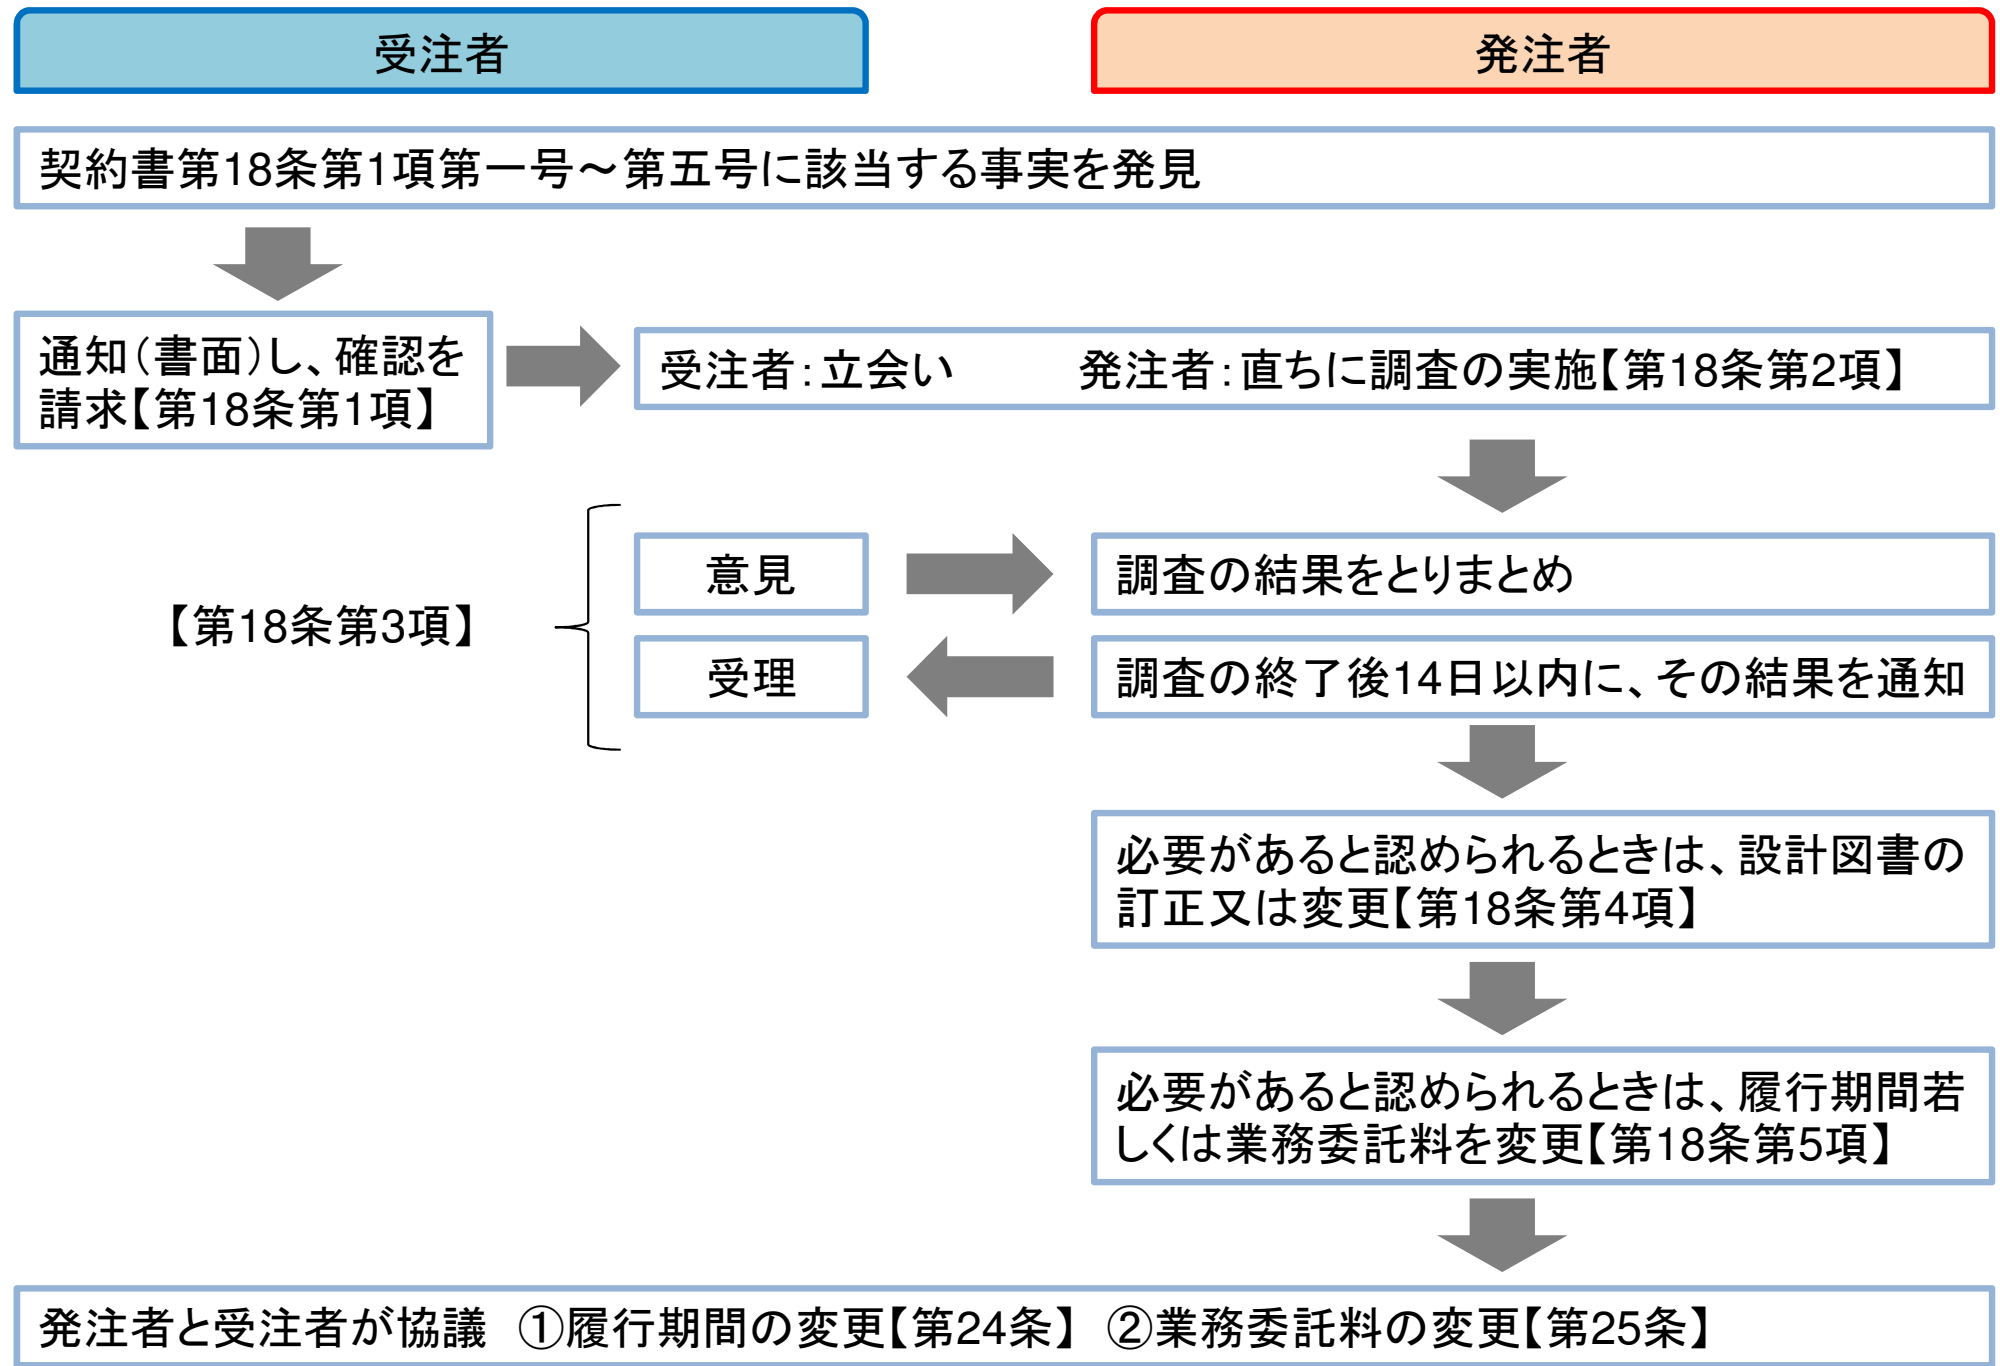 受注者
発注者
契約書第18条第1項第一号～第五号に該当する事実を発見
通知(書面)し、確認を
請求【第18条第1項】
受注者：立会い　　発注者：直ちに調査の実施【第18条第2項】
意見
調査の結果をとりまとめ
【第18条第3項】
受理
調査の終了後14日以内に、その結果を通知
必要があると認められるときは、設計図書の
訂正又は変更【第18条第4項】
必要があると認められるときは、履行期間若
しくは業務委託料を変更【第18条第5項】
発注者と受注者が協議　①履行期間の変更【第24条】　②業務委託料の変更【第25条】